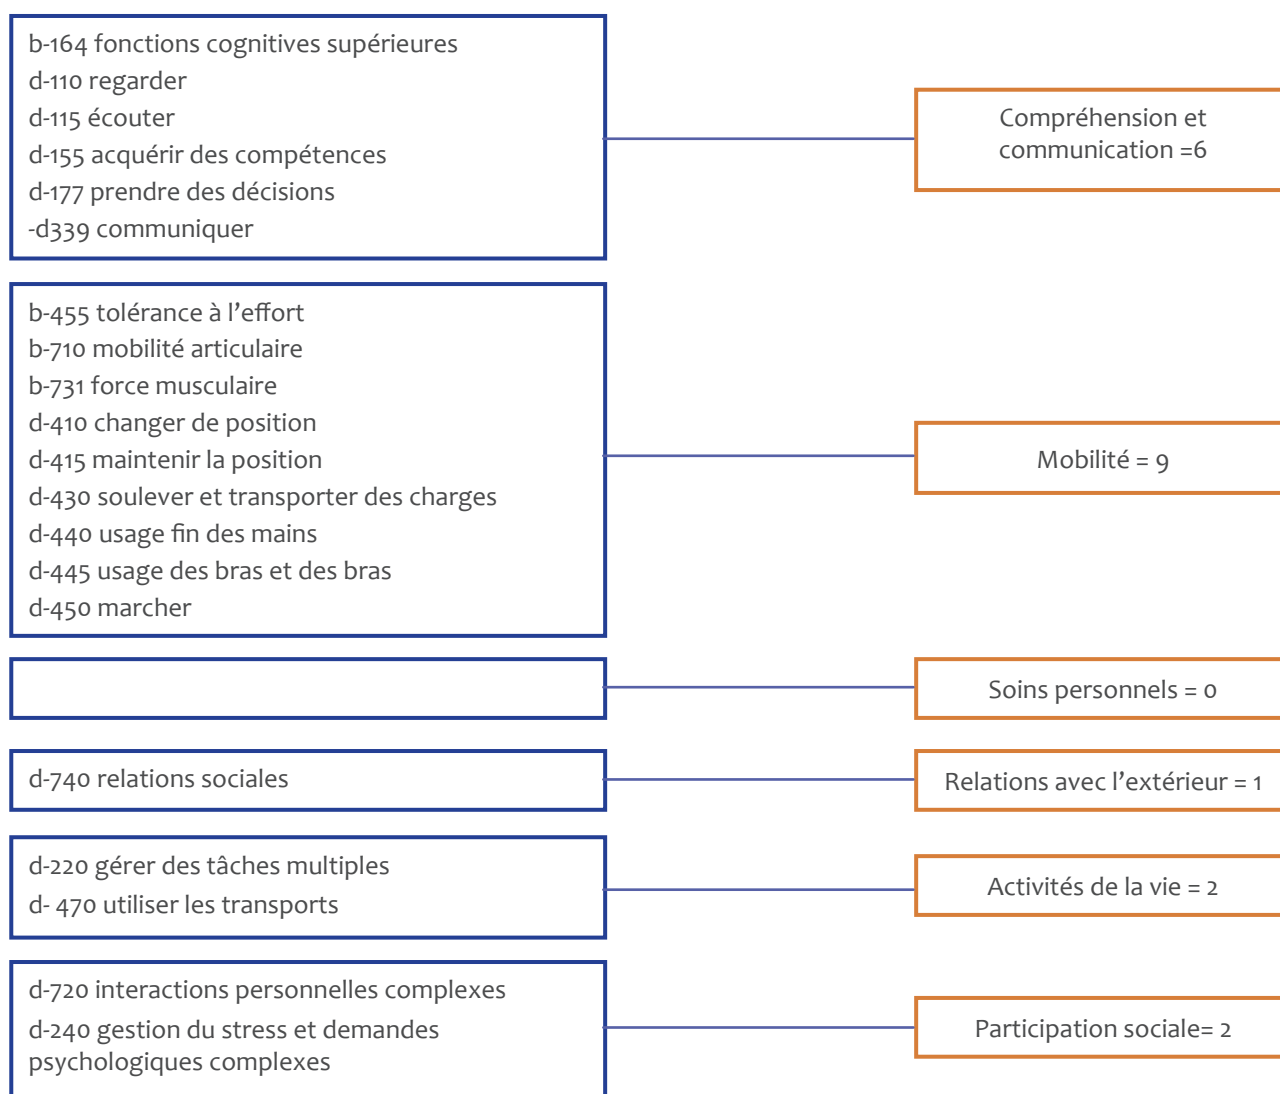 b-164 fonctions cognitives supérieures
d-110 regarder
d-115 écouter
d-155 acquérir des compétences
d-177 prendre des décisions
-d339 communiquer
Compréhension et
communication =6
b-455 tolérance à l’effort
b-710 mobilité articulaire
b-731 force musculaire
d-410 changer de position
d-415 maintenir la position
d-430 soulever et transporter des charges
d-440 usage fin des mains
d-445 usage des bras et des bras
d-450 marcher
Mobilité = 9
Soins personnels = 0
d-740 relations sociales
Relations avec l’extérieur = 1
d-220 gérer des tâches multiples
d- 470 utiliser les transports
Activités de la vie = 2
d-720 interactions personnelles complexes
d-240 gestion du stress et demandes
psychologiques complexes
Participation sociale= 2